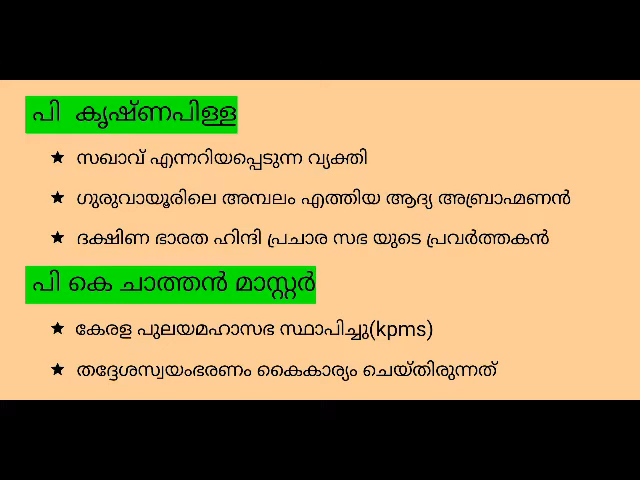 പി കൃഷ്ണപിള്ള
★ സഖാവ് എന്നറിയപ്പെടുന്ന വ്യക്തി
★ ഗുരുവായൂരിലെ അമ്പലം എത്തിയ ആദ്യ അബ്രാഹ്മണൻ
★ ദക്ഷിണ ഭാരത ഹിന്ദി പ്രചാര സഭ യുടെ പ്രവർത്തകൻ
പി കെ ചാത്തൻ മാസ്റ്റർ
★ കേരള പുലയമഹാസഭ സ്ഥാപിച്ചു(kpms)
★ തദ്ദേശസ്വയംഭരണം കൈകാര്യം ചെയ്തിരുന്നത്